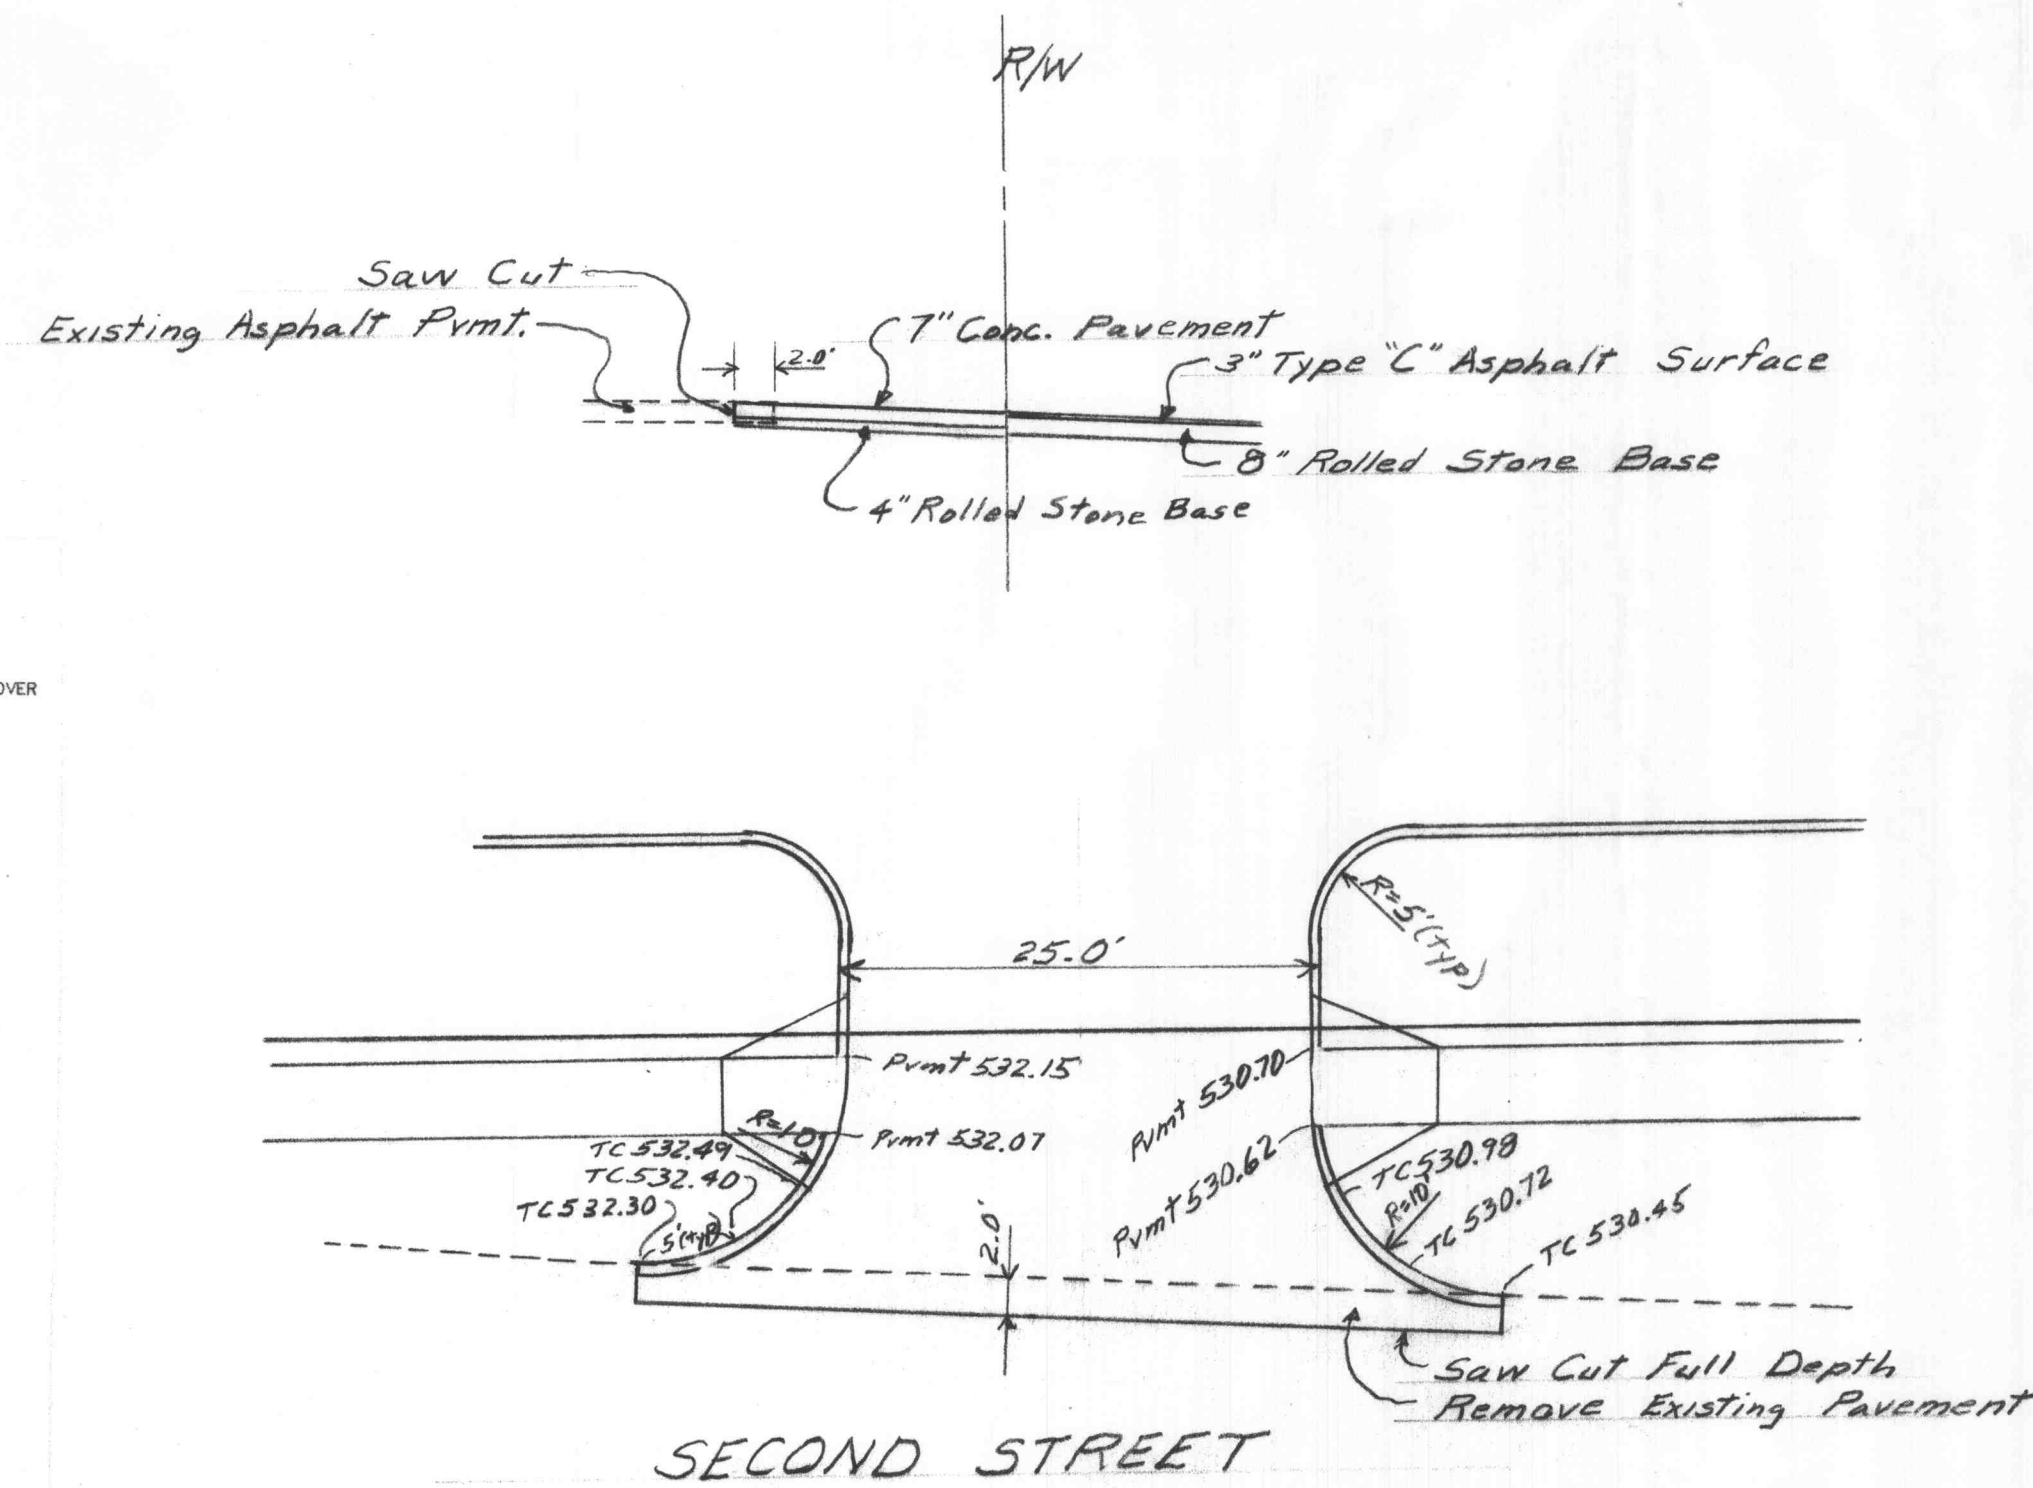 R/W
Saw Cut
Existing Asphalt Pvmt.
7" Conc. Pavement
2.0'
3" Type "C" Asphalt Surface
8" Rolled Stone Base
4" Rolled Stone Base
OVER
R=5'(typ)
25.0'
Pvmt 532.15
Pvmt 530.70
R=10'
Pvmt 532.07
Pvmt 530.62
TC 532.49
TC 532.40
TC 532.30
5'(typ)
TC 530.98
R=10'
TC 530.72
TC 530.45
2.0'
Saw Cut Full Depth
Remove Existing Pavement
SECOND STREET